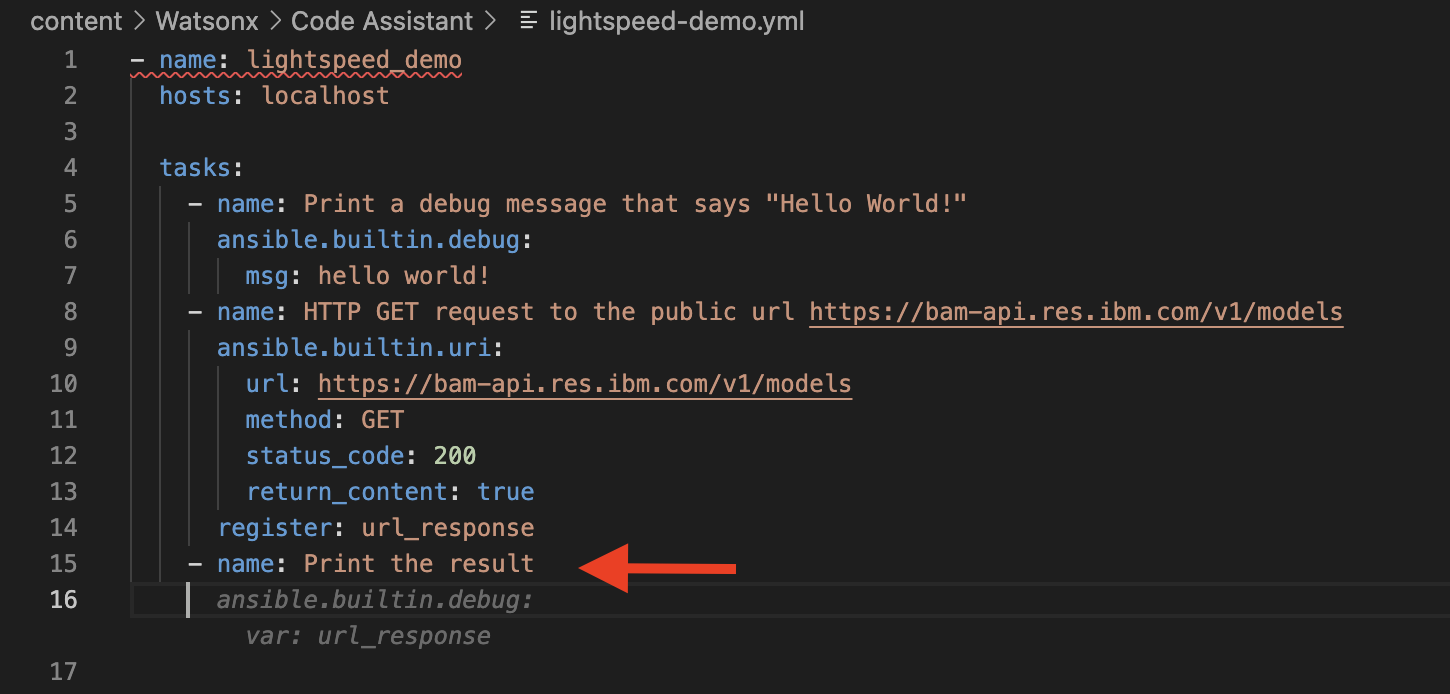 content > Watsonx > Code Assistant > lightspeed-demo.yml
1 - name: lightspeed_demo
2 hosts: localhost
3
4 tasks:
5 - name: Print a debug message that says "Hello World!"
6 ansible.builtin.debug:
7 msg: hello world!
8 - name: HTTP GET request to the public url https://bam-api.res.ibm.com/v1/models
9 ansible.builtin.uri:
10 url: https://bam-api.res.ibm.com/v1/models
11 method: GET
12 status_code: 200
13 return_content: true
14 register: url_response
15 - name: Print the result
16 ansible.builtin.debug:
var: url_response
17